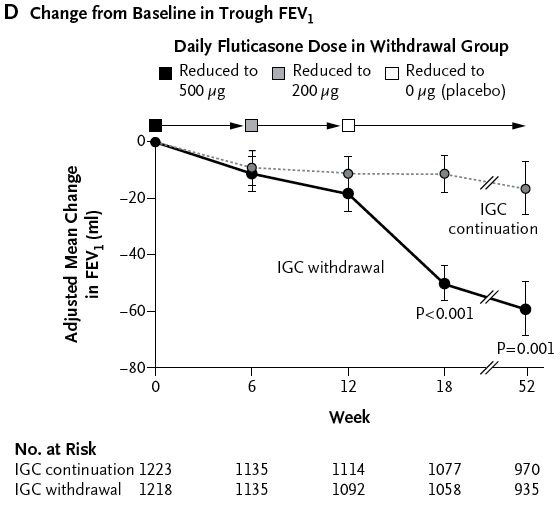 D Change from Baseline in Trough FEV1
Daily Fluticasone Dose in Withdrawal Group
Reduced to 500 µg
Reduced to 200 µg
Reduced to 0 µg (placebo)
Adjusted Mean Change in FEV1 (ml)
0
−20
−40
−60
−80
IGC continuation
IGC withdrawal
P<0.001
P=0.001
0 6 12 18 52
Week
No. at Risk
IGC continuation 1223 1135 1114 1077 970
IGC withdrawal 1218 1135 1092 1058 935